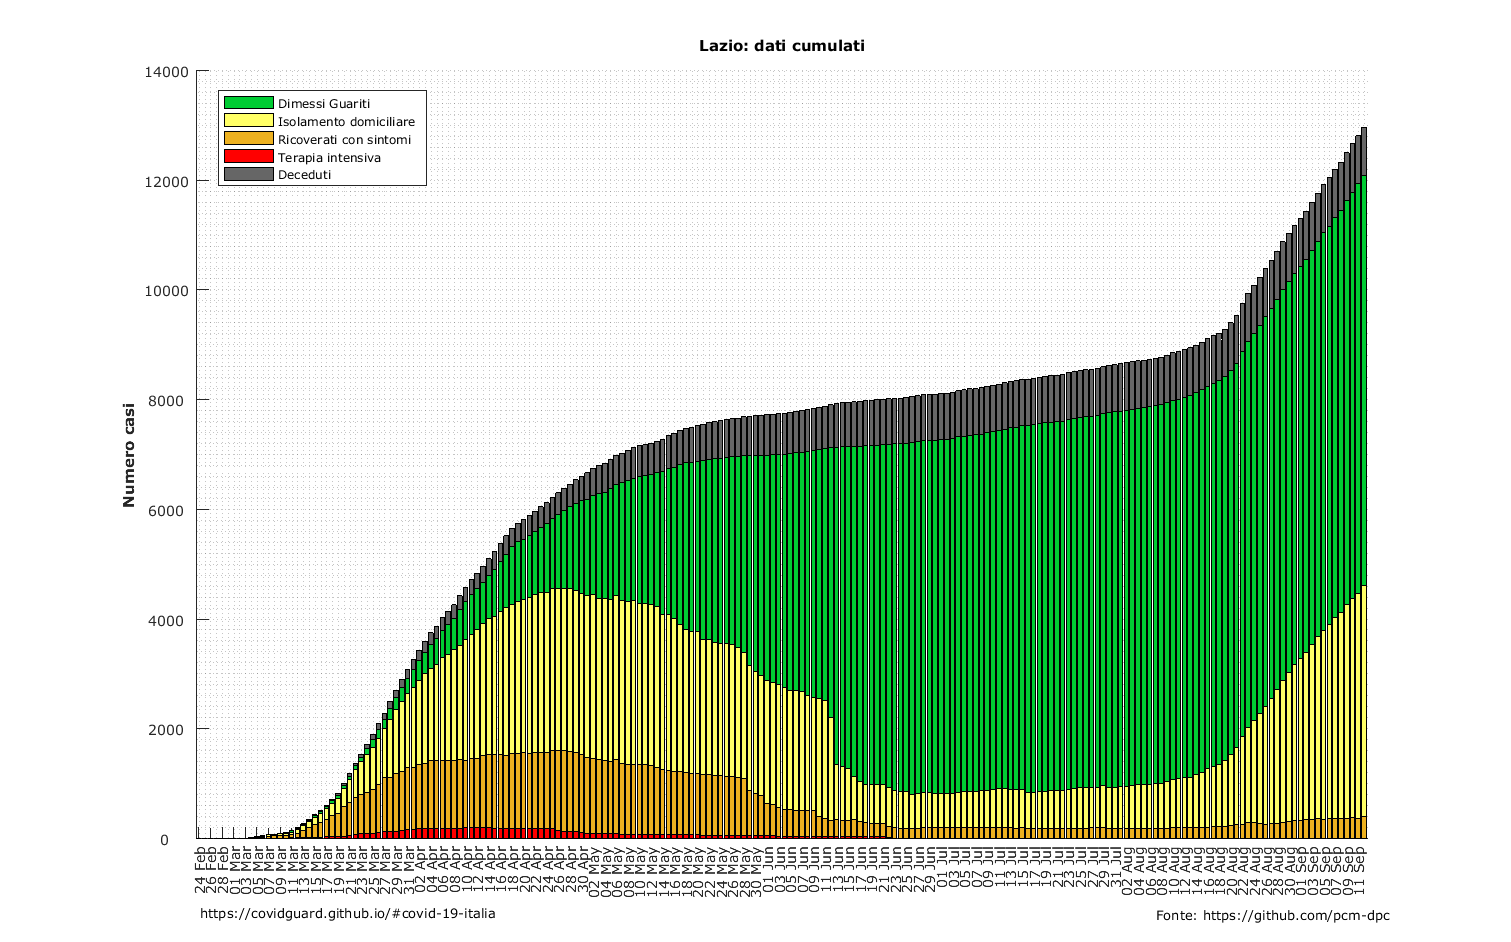 Lazio: dati cumulati
14000
12000
10000
8000
6000
4000
2000
0
Numero casi
Dimessi Guariti
Isolamento domiciliare
Ricoverati con sintomi
Terapia intensiva
Deceduti
24 Feb
26 Feb
28 Feb
01 Mar
03 Mar
05 Mar
07 Mar
09 Mar
11 Mar
13 Mar
15 Mar
17 Mar
19 Mar
21 Mar
23 Mar
25 Mar
27 Mar
29 Mar
31 Mar
02 Apr
04 Apr
06 Apr
08 Apr
10 Apr
12 Apr
14 Apr
16 Apr
18 Apr
20 Apr
22 Apr
24 Apr
26 Apr
28 Apr
30 Apr
02 May
04 May
06 May
08 May
10 May
12 May
14 May
16 May
18 May
20 May
22 May
24 May
26 May
28 May
30 May
01 Jun
03 Jun
05 Jun
07 Jun
09 Jun
11 Jun
13 Jun
15 Jun
17 Jun
19 Jun
21 Jun
23 Jun
25 Jun
27 Jun
29 Jun
01 Jul
03 Jul
05 Jul
07 Jul
09 Jul
11 Jul
13 Jul
15 Jul
17 Jul
19 Jul
21 Jul
23 Jul
25 Jul
27 Jul
29 Jul
31 Jul
02 Aug
04 Aug
06 Aug
08 Aug
10 Aug
12 Aug
14 Aug
16 Aug
18 Aug
20 Aug
22 Aug
24 Aug
26 Aug
28 Aug
30 Aug
01 Sep
03 Sep
05 Sep
07 Sep
09 Sep
11 Sep
https://covidguard.github.io/#covid-19-italia
Fonte: https://github.com/pcm-dpc